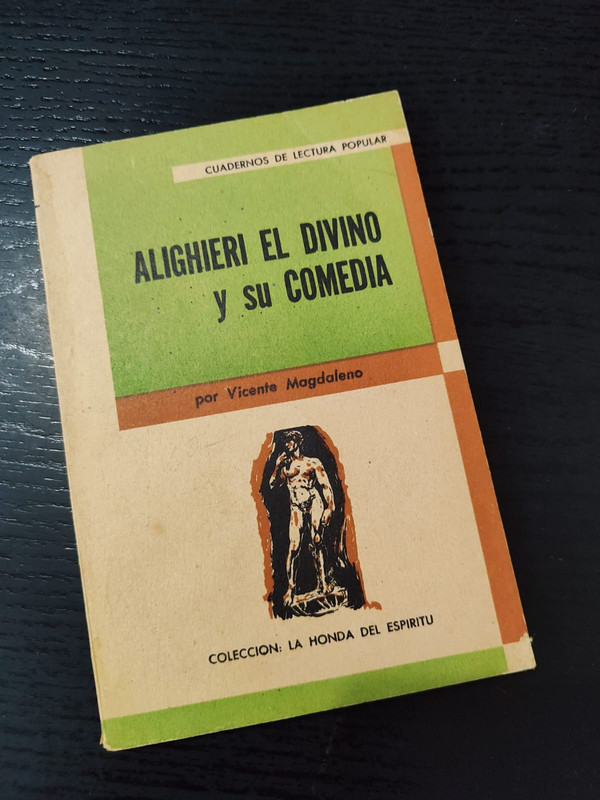 CUADERNOS DE LECTURA POPULAR
ALIGHIERI EL DIVINO
y su COMEDIA
por Vicente Magdaleno
COLECCION: LA HONDA DEL ESPIRITU